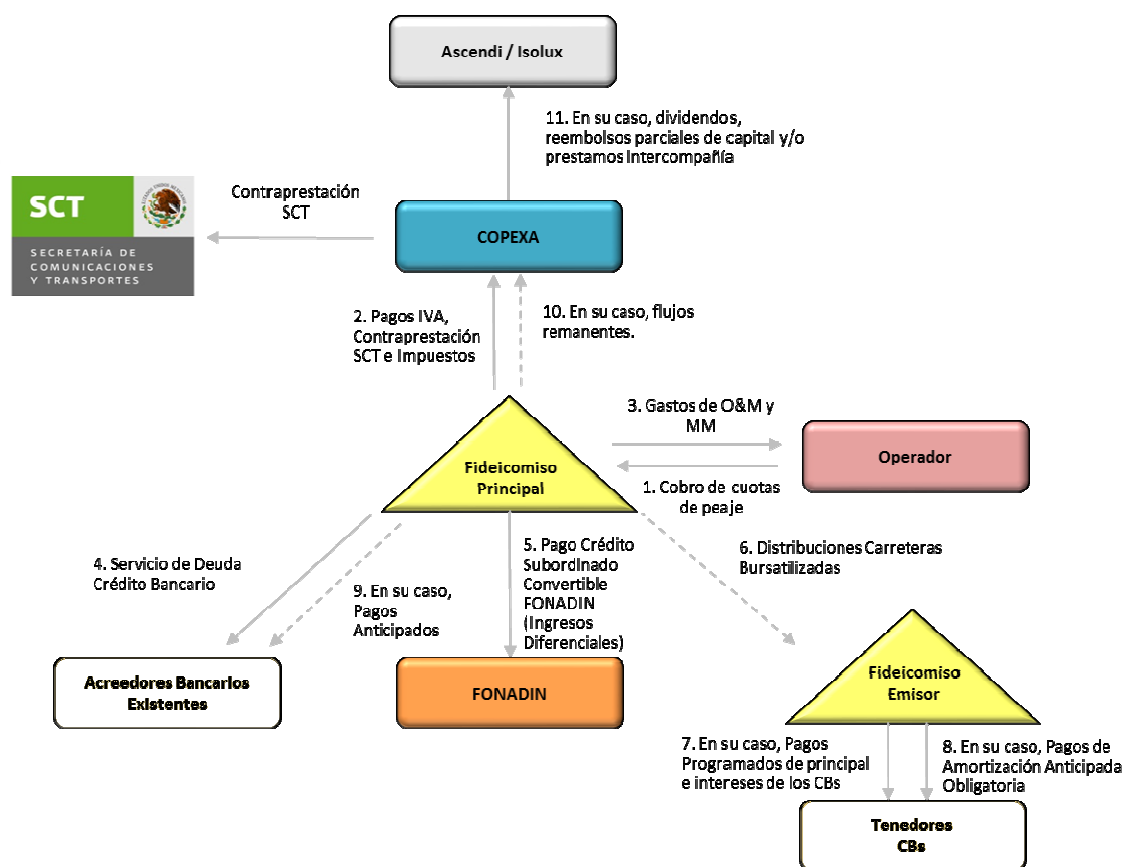 Ascendi / Isolux
11. En su caso, dividendos,
reembolsos parciales de capital y/o
prestamos Intercompañía
SCT
SECRETARÍA DE
COMUNICACIONES
Y TRANSPORTES
Contraprestación
SCT
COPEXA
2. Pagos IVA,
Contraprestación
SCT e Impuestos
10. En su caso, flujos
remanentes.
Fideicomiso
Principal
3. Gastos de O&M y
MM
Operador
1. Cobro de cuotas
de peaje
4. Servicio de Deuda
Crédito Bancario
9. En su caso,
Pagos
Anticipados
5. Pago Crédito
Subordinado
Convertible
FONADIN
(Ingresos
Diferenciales)
6. Distribuciones Carreteras
Bursatilizadas
Acreedores Bancarios
Existentes
FONADIN
Fideicomiso
Emisor
7. En su caso, Pagos
Programados de principal
e intereses de los CBs
8. En su caso, Pagos de
Amortización Anticipada
Obligatoria
Tenedores
CBs